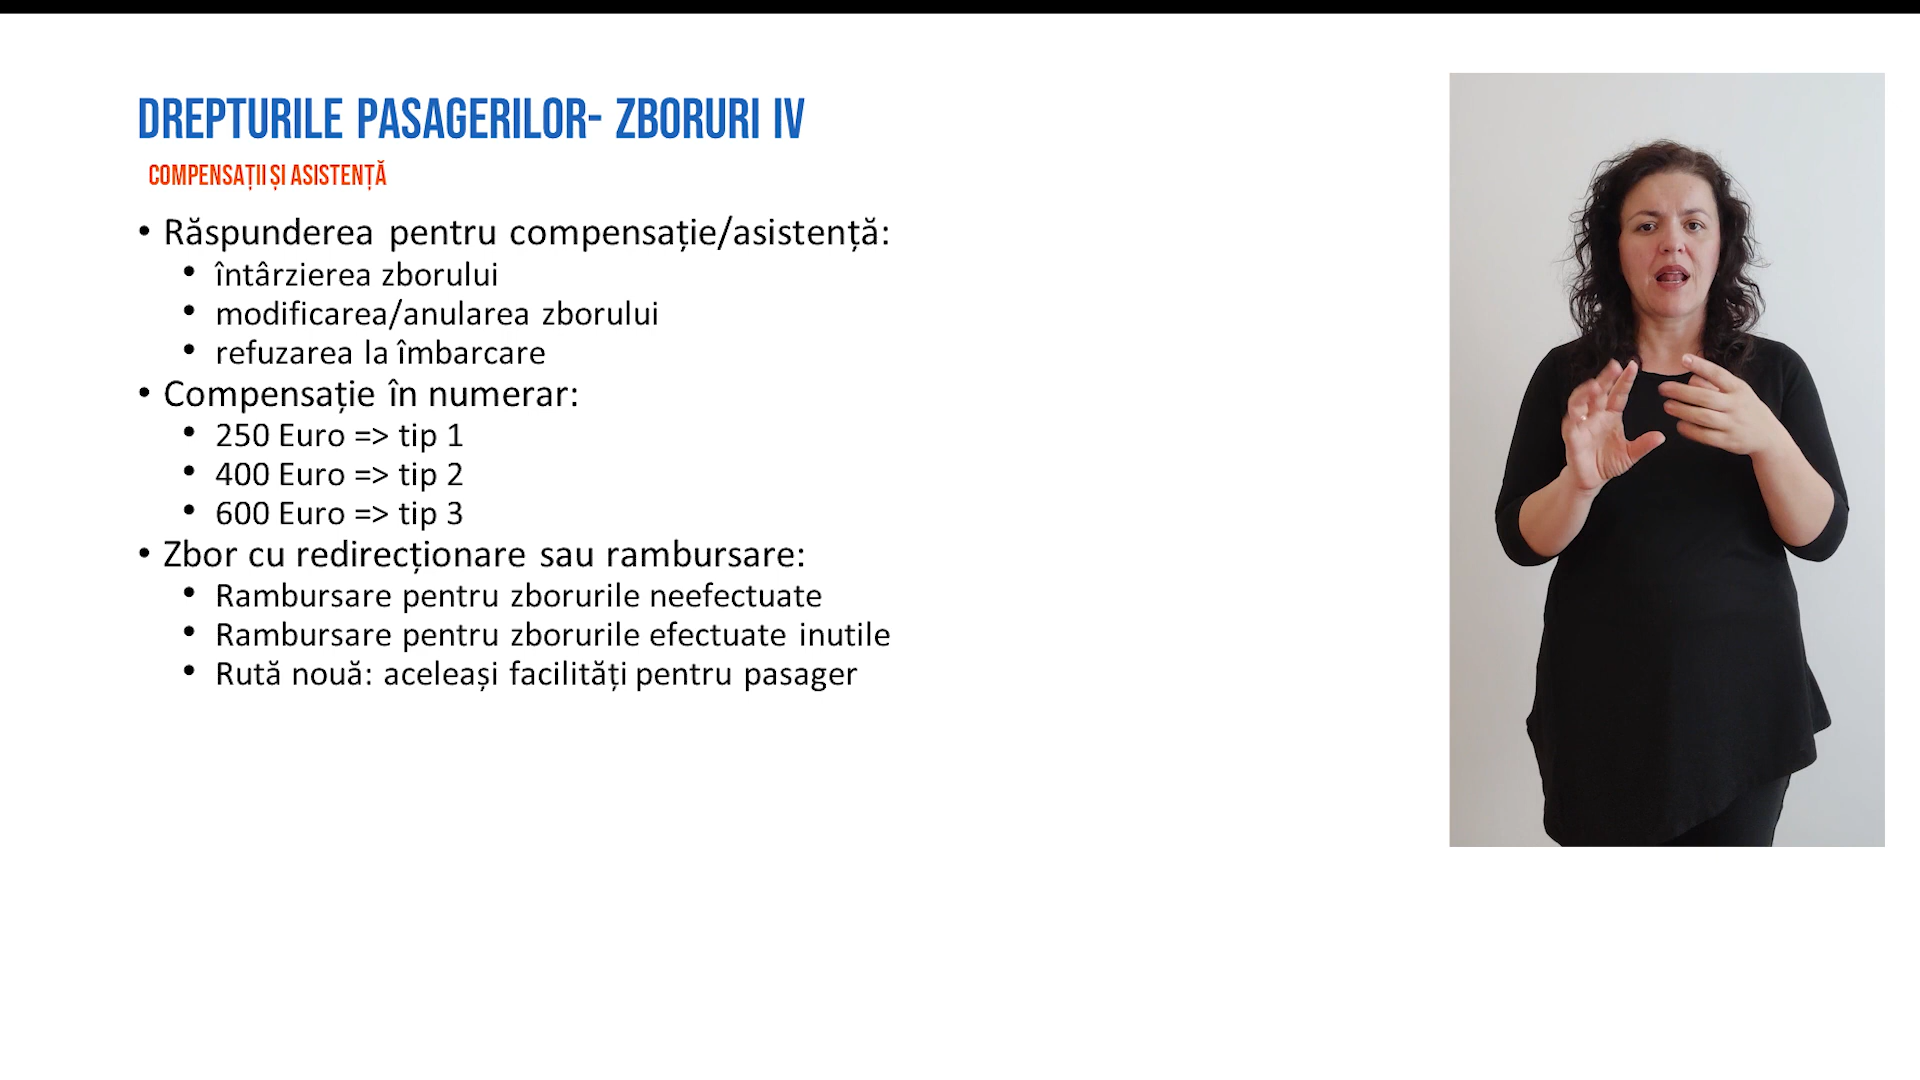 DREPTURILE PASAGERILOR- ZBORURI IV
COMPENSAȚII ȘI ASISTENȚĂ
• Răspunderea pentru compensație/asistență:
• întârzierea zborului
• modificarea/anularea zborului
• refuzarea la îmbarcare
• Compensație în numerar:
• 250 Euro => tip 1
• 400 Euro => tip 2
• 600 Euro => tip 3
• Zbor cu redirecționare sau rambursare:
• Rambursare pentru zborurile neefectuate
• Rambursare pentru zborurile efectuate inutile
• Rută nouă: aceleași facilități pentru pasager